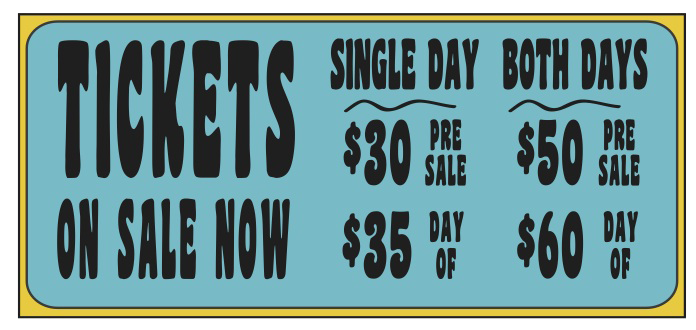 TICKETS
ON SALE NOW
SINGLE DAY
$30 PRE SALE
$35 DAY OF
BOTH DAYS
$50 PRE SALE
$60 DAY OF